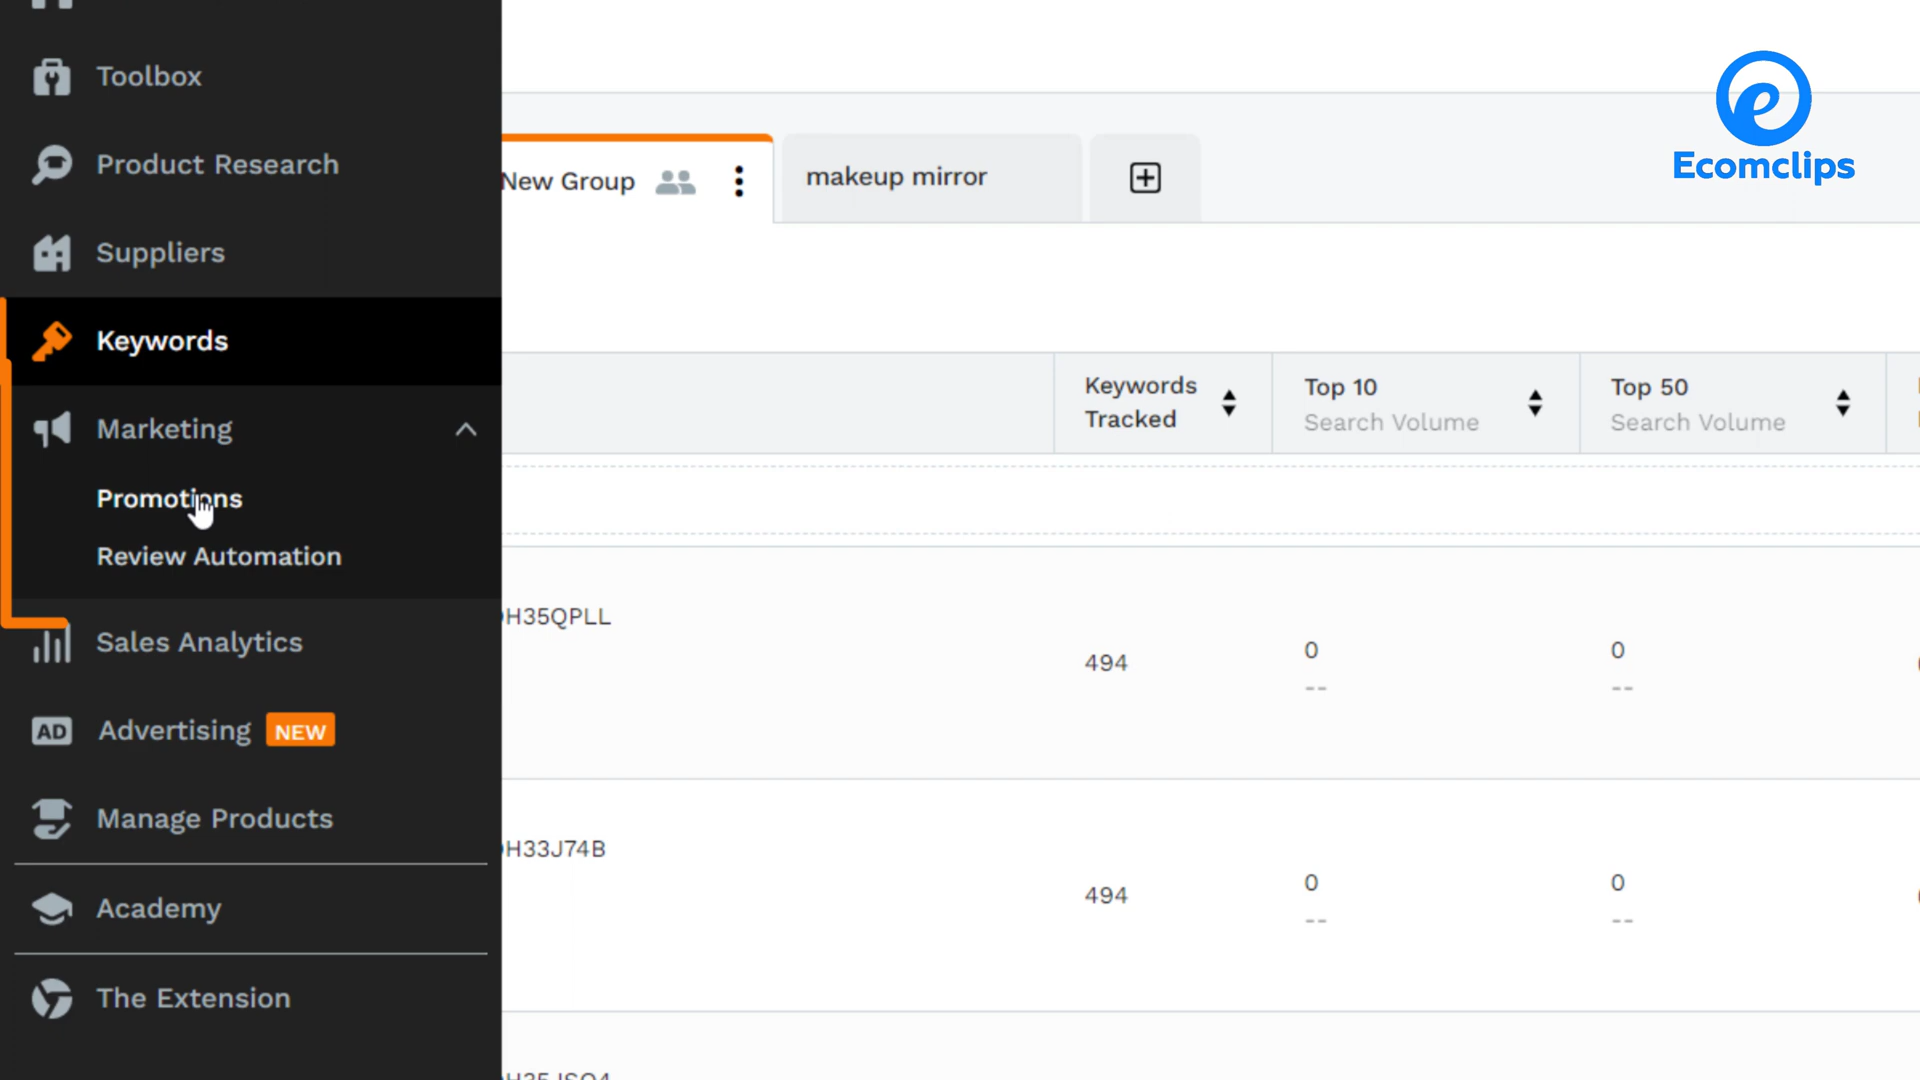 Toolbox
Product Research
Suppliers
Keywords
Marketing
Promotions
Review Automation
Sales Analytics
AD Advertising NEW
Manage Products
Academy
The Extension
New Group
makeup mirror
Ecomclips
Keywords Tracked
Top 10
Search Volume
Top 50
Search Volume
H35QPLL
494
0
--
0
--
H33J74B
494
0
--
0
--